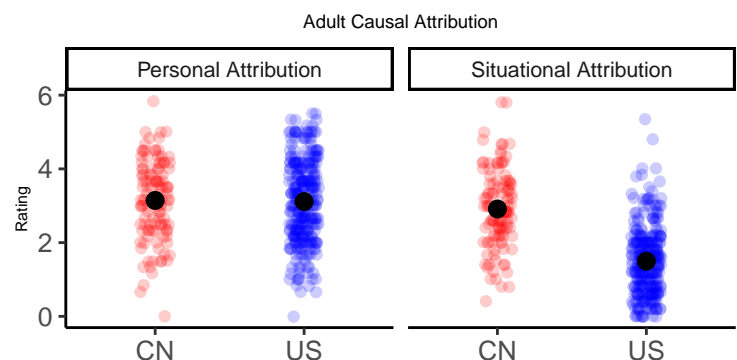 Adult Causal Attribution
Personal Attribution
Situational Attribution
Rating
6
4
2
0
CN
US
CN
US